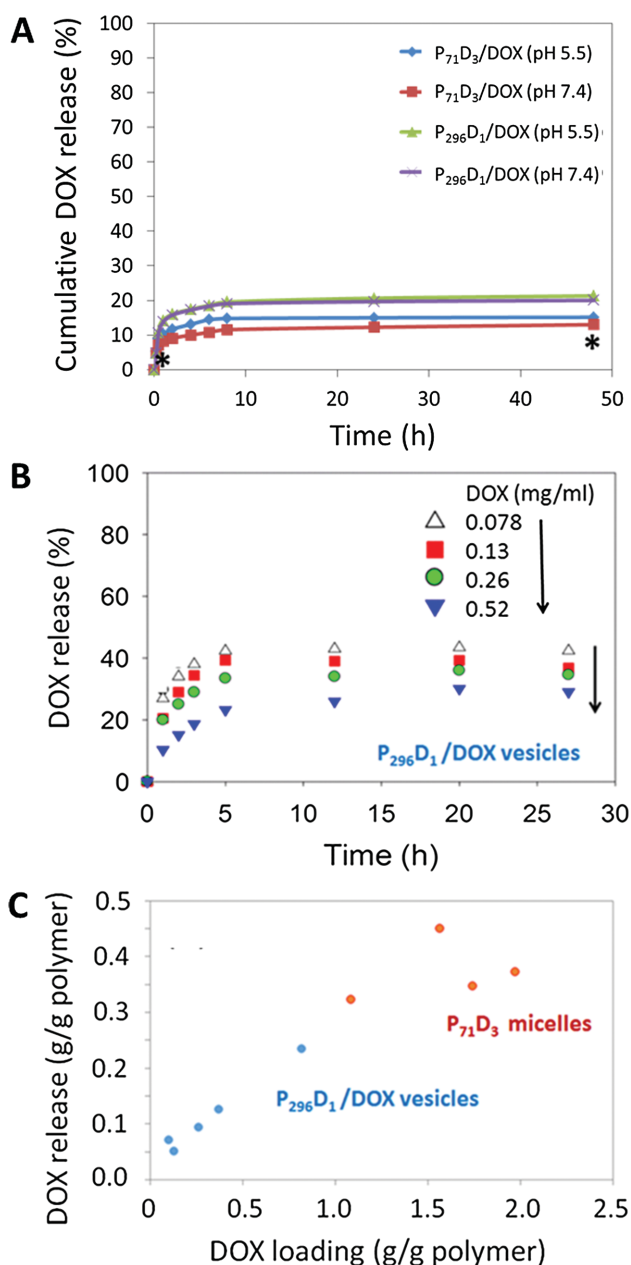 A
Cumulative DOX release (%)
100
90
80
70
60
50
40
30
20
10
0
P71D3/DOX (pH 5.5)
P71D3/DOX (pH 7.4)
P296D1/DOX (pH 5.5)
P296D1/DOX (pH 7.4)
*
*
0 10 20 30 40 50
Time (h)
B
DOX release (%)
100
80
60
40
20
0
DOX (mg/ml)
0.078
0.13
0.26
0.52
P296D1/DOX vesicles
0 5 10 15 20 25 30
Time (h)
C
DOX release (g/g polymer)
0.5
0.4
0.3
0.2
0.1
0.0
P71D3 micelles
P296D1/DOX vesicles
0 0.5 1.0 1.5 2.0 2.5
DOX loading (g/g polymer)